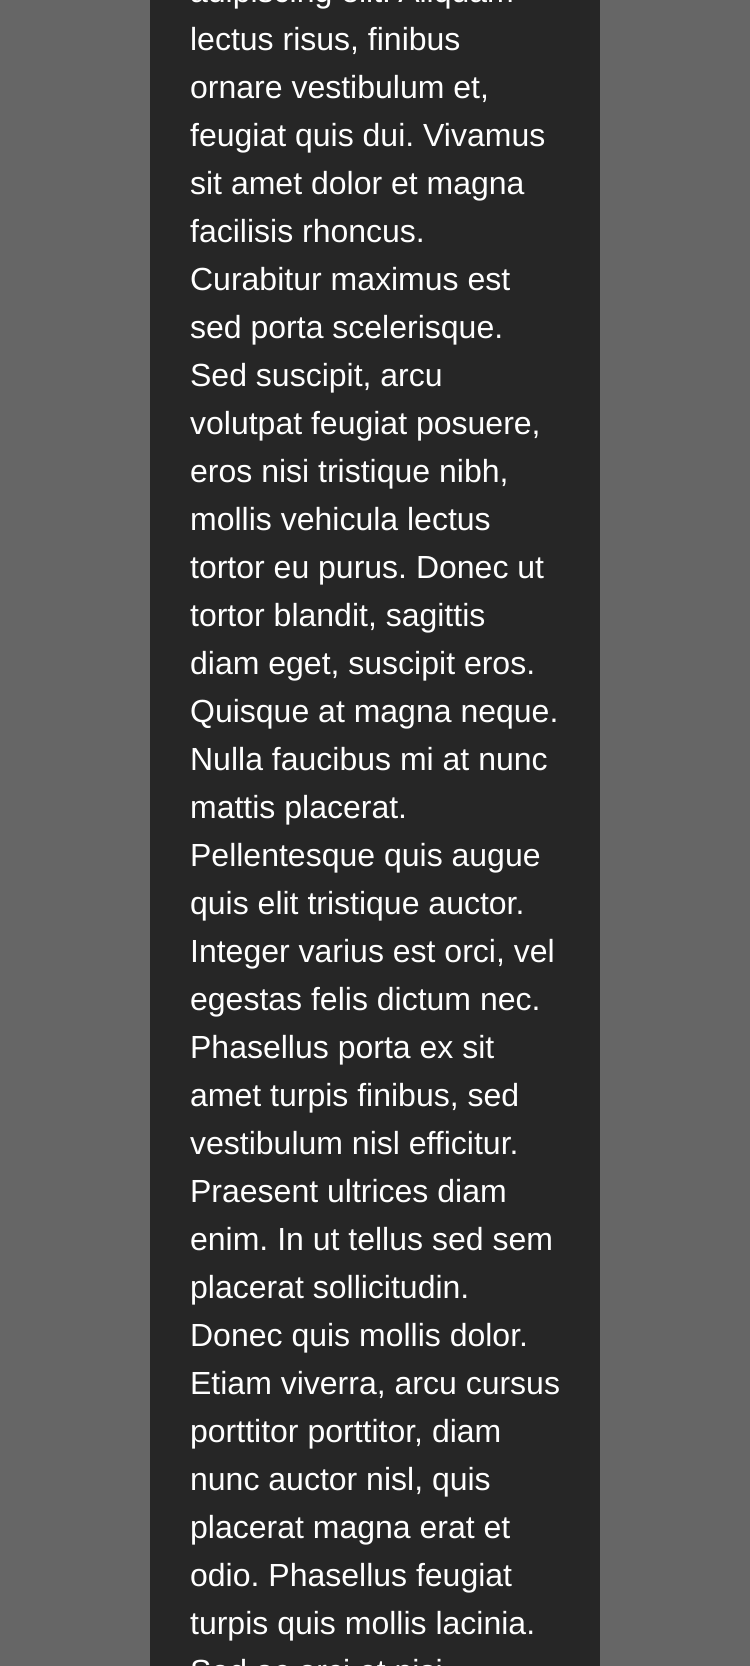 adipiscing elit. Aliquam
lectus risus, finibus
ornare vestibulum et,
feugiat quis dui. Vivamus
sit amet dolor et magna
facilisis rhoncus.
Curabitur maximus est
sed porta scelerisque.
Sed suscipit, arcu
volutpat feugiat posuere,
eros nisi tristique nibh,
mollis vehicula lectus
tortor eu purus. Donec ut
tortor blandit, sagittis
diam eget, suscipit eros.
Quisque at magna neque.
Nulla faucibus mi at nunc
mattis placerat.
Pellentesque quis augue
quis elit tristique auctor.
Integer varius est orci, vel
egestas felis dictum nec.
Phasellus porta ex sit
amet turpis finibus, sed
vestibulum nisl efficitur.
Praesent ultrices diam
enim. In ut tellus sed sem
placerat sollicitudin.
Donec quis mollis dolor.
Etiam viverra, arcu cursus
porttitor porttitor, diam
nunc auctor nisl, quis
placerat magna erat et
odio. Phasellus feugiat
turpis quis mollis lacinia.